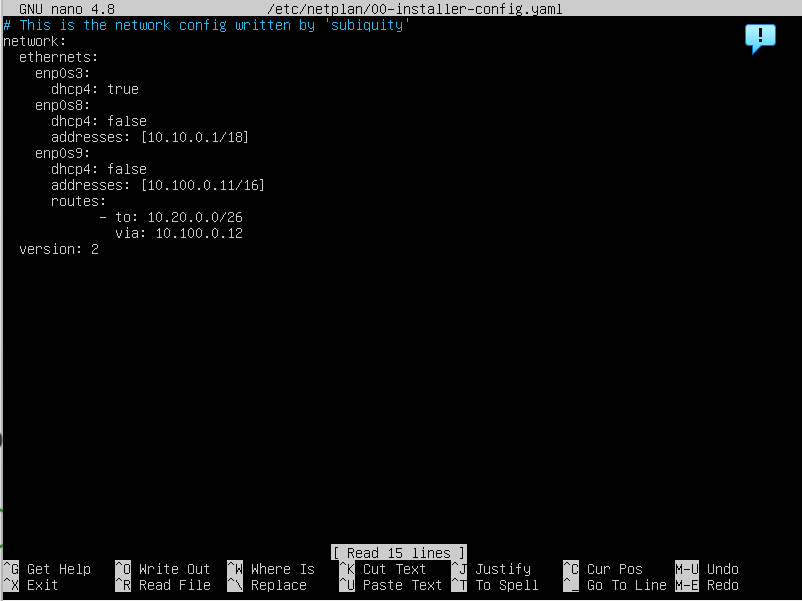 GNU nano 4.8 /etc/netplan/00-installer-config.yaml
# This is the network config written by 'subiquity'
network:
  ethernets:
    enp0s3:
      dhcp4: true
    enp0s8:
      dhcp4: false
      addresses: [10.10.0.1/18]
    enp0s9:
      dhcp4: false
      addresses: [10.100.0.11/16]
      routes:
            - to: 10.20.0.0/26
              via: 10.100.0.12
  version: 2
!
[ Read 15 lines ]
^G Get Help ^O Write Out ^W Where Is ^K Cut Text ^J Justify ^C Cur Pos M-U Undo
^X Exit ^R Read File ^\ Replace ^U Paste Text ^T To Spell ^_ Go To Line M-E Redo